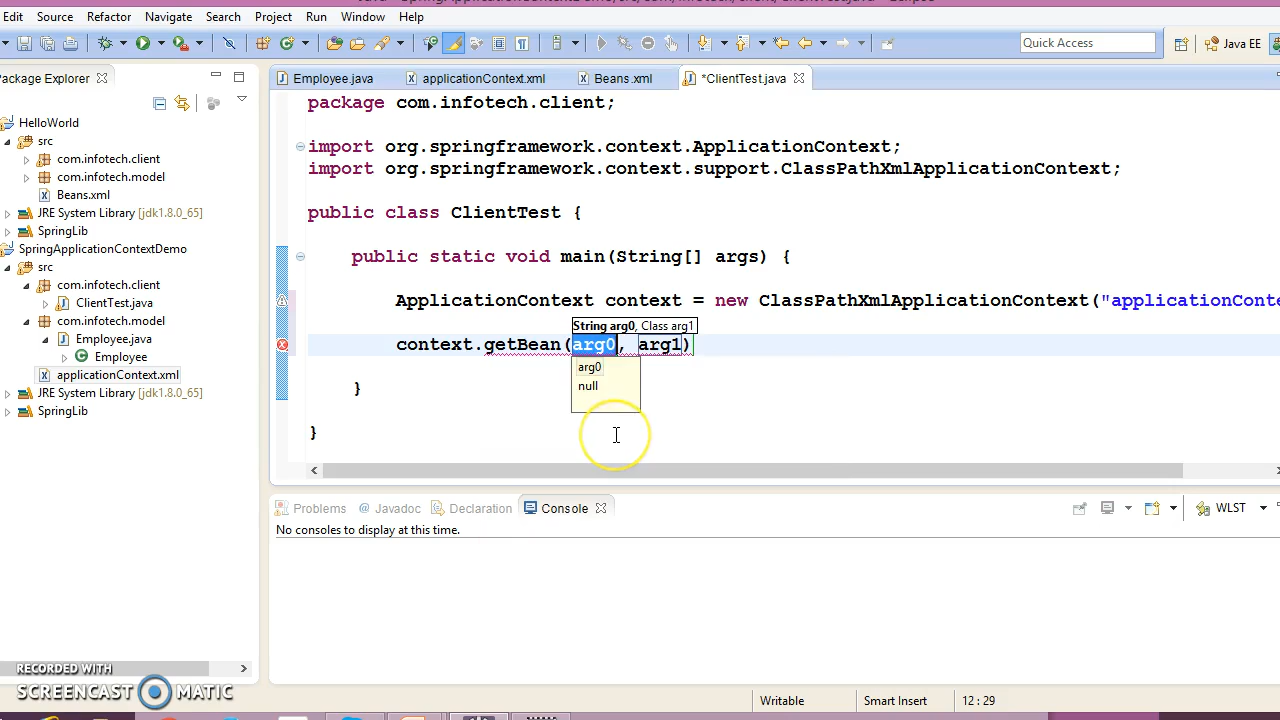 Edit Source Refactor Navigate Search Project Run Window Help
Quick Access
Java EE
Package Explorer
Employee.java applicationContext.xml Beans.xml *ClientTest.java
HelloWorld
src
com.infotech.client
com.infotech.model
Beans.xml
JRE System Library [jdk1.8.0_65]
SpringLib
SpringApplicationContextDemo
src
com.infotech.client
ClientTest.java
com.infotech.model
Employee.java
Employee
applicationContext.xml
JRE System Library [jdk1.8.0_65]
SpringLib
package com.infotech.client;
import org.springframework.context.ApplicationContext;
import org.springframework.context.support.ClassPathXmlApplicationContext;
public class ClientTest {
public static void main(String[] args) {
ApplicationContext context = new ClassPathXmlApplicationContext("applicationConte
String arg0, Class arg1
context.getBean(arg0, arg1)
arg0
null
}
}
Problems @ Javadoc Declaration Console
WLST
No consoles to display at this time.
RECORDED WITH
SCREENCAST MATIC
Writable Smart Insert 12 : 29